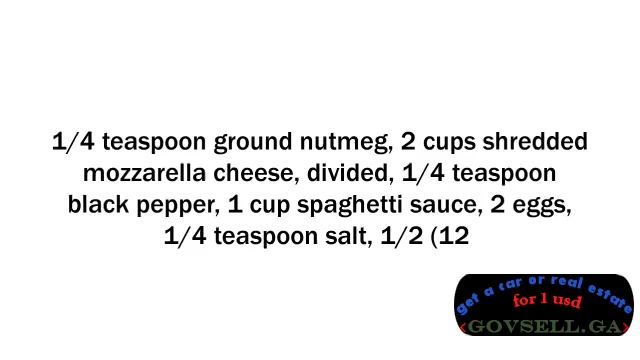 1/4 teaspoon ground nutmeg, 2 cups shredded
mozzarella cheese, divided, 1/4 teaspoon
black pepper, 1 cup spaghetti sauce, 2 eggs,
1/4 teaspoon salt, 1/2 (12
get a car or real estate
for 1 usd
<GOVSELL.GA>